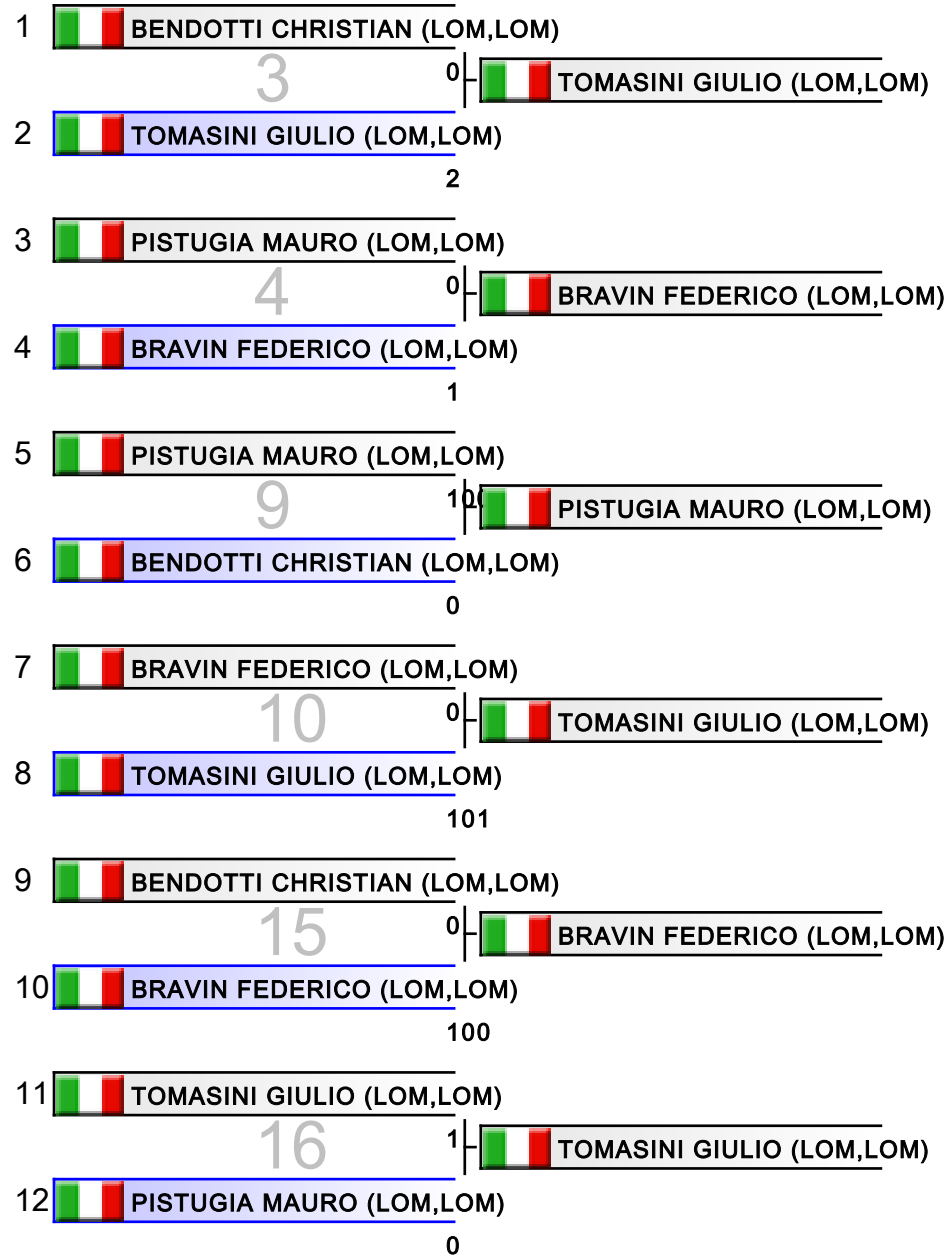 1 BENDOTTI CHRISTIAN (LOM,LOM)
3 0 TOMASINI GIULIO (LOM,LOM)
2 TOMASINI GIULIO (LOM,LOM)
2
3 PISTUGIA MAURO (LOM,LOM)
4 0 BRAVIN FEDERICO (LOM,LOM)
4 BRAVIN FEDERICO (LOM,LOM)
1
5 PISTUGIA MAURO (LOM,LOM)
9 PISTUGIA MAURO (LOM,LOM)
6 BENDOTTI CHRISTIAN (LOM,LOM)
0
7 BRAVIN FEDERICO (LOM,LOM)
10 0 TOMASINI GIULIO (LOM,LOM)
8 TOMASINI GIULIO (LOM,LOM)
101
9 BENDOTTI CHRISTIAN (LOM,LOM)
15 0 BRAVIN FEDERICO (LOM,LOM)
10 BRAVIN FEDERICO (LOM,LOM)
100
11 TOMASINI GIULIO (LOM,LOM)
16 1 TOMASINI GIULIO (LOM,LOM)
12 PISTUGIA MAURO (LOM,LOM)
0